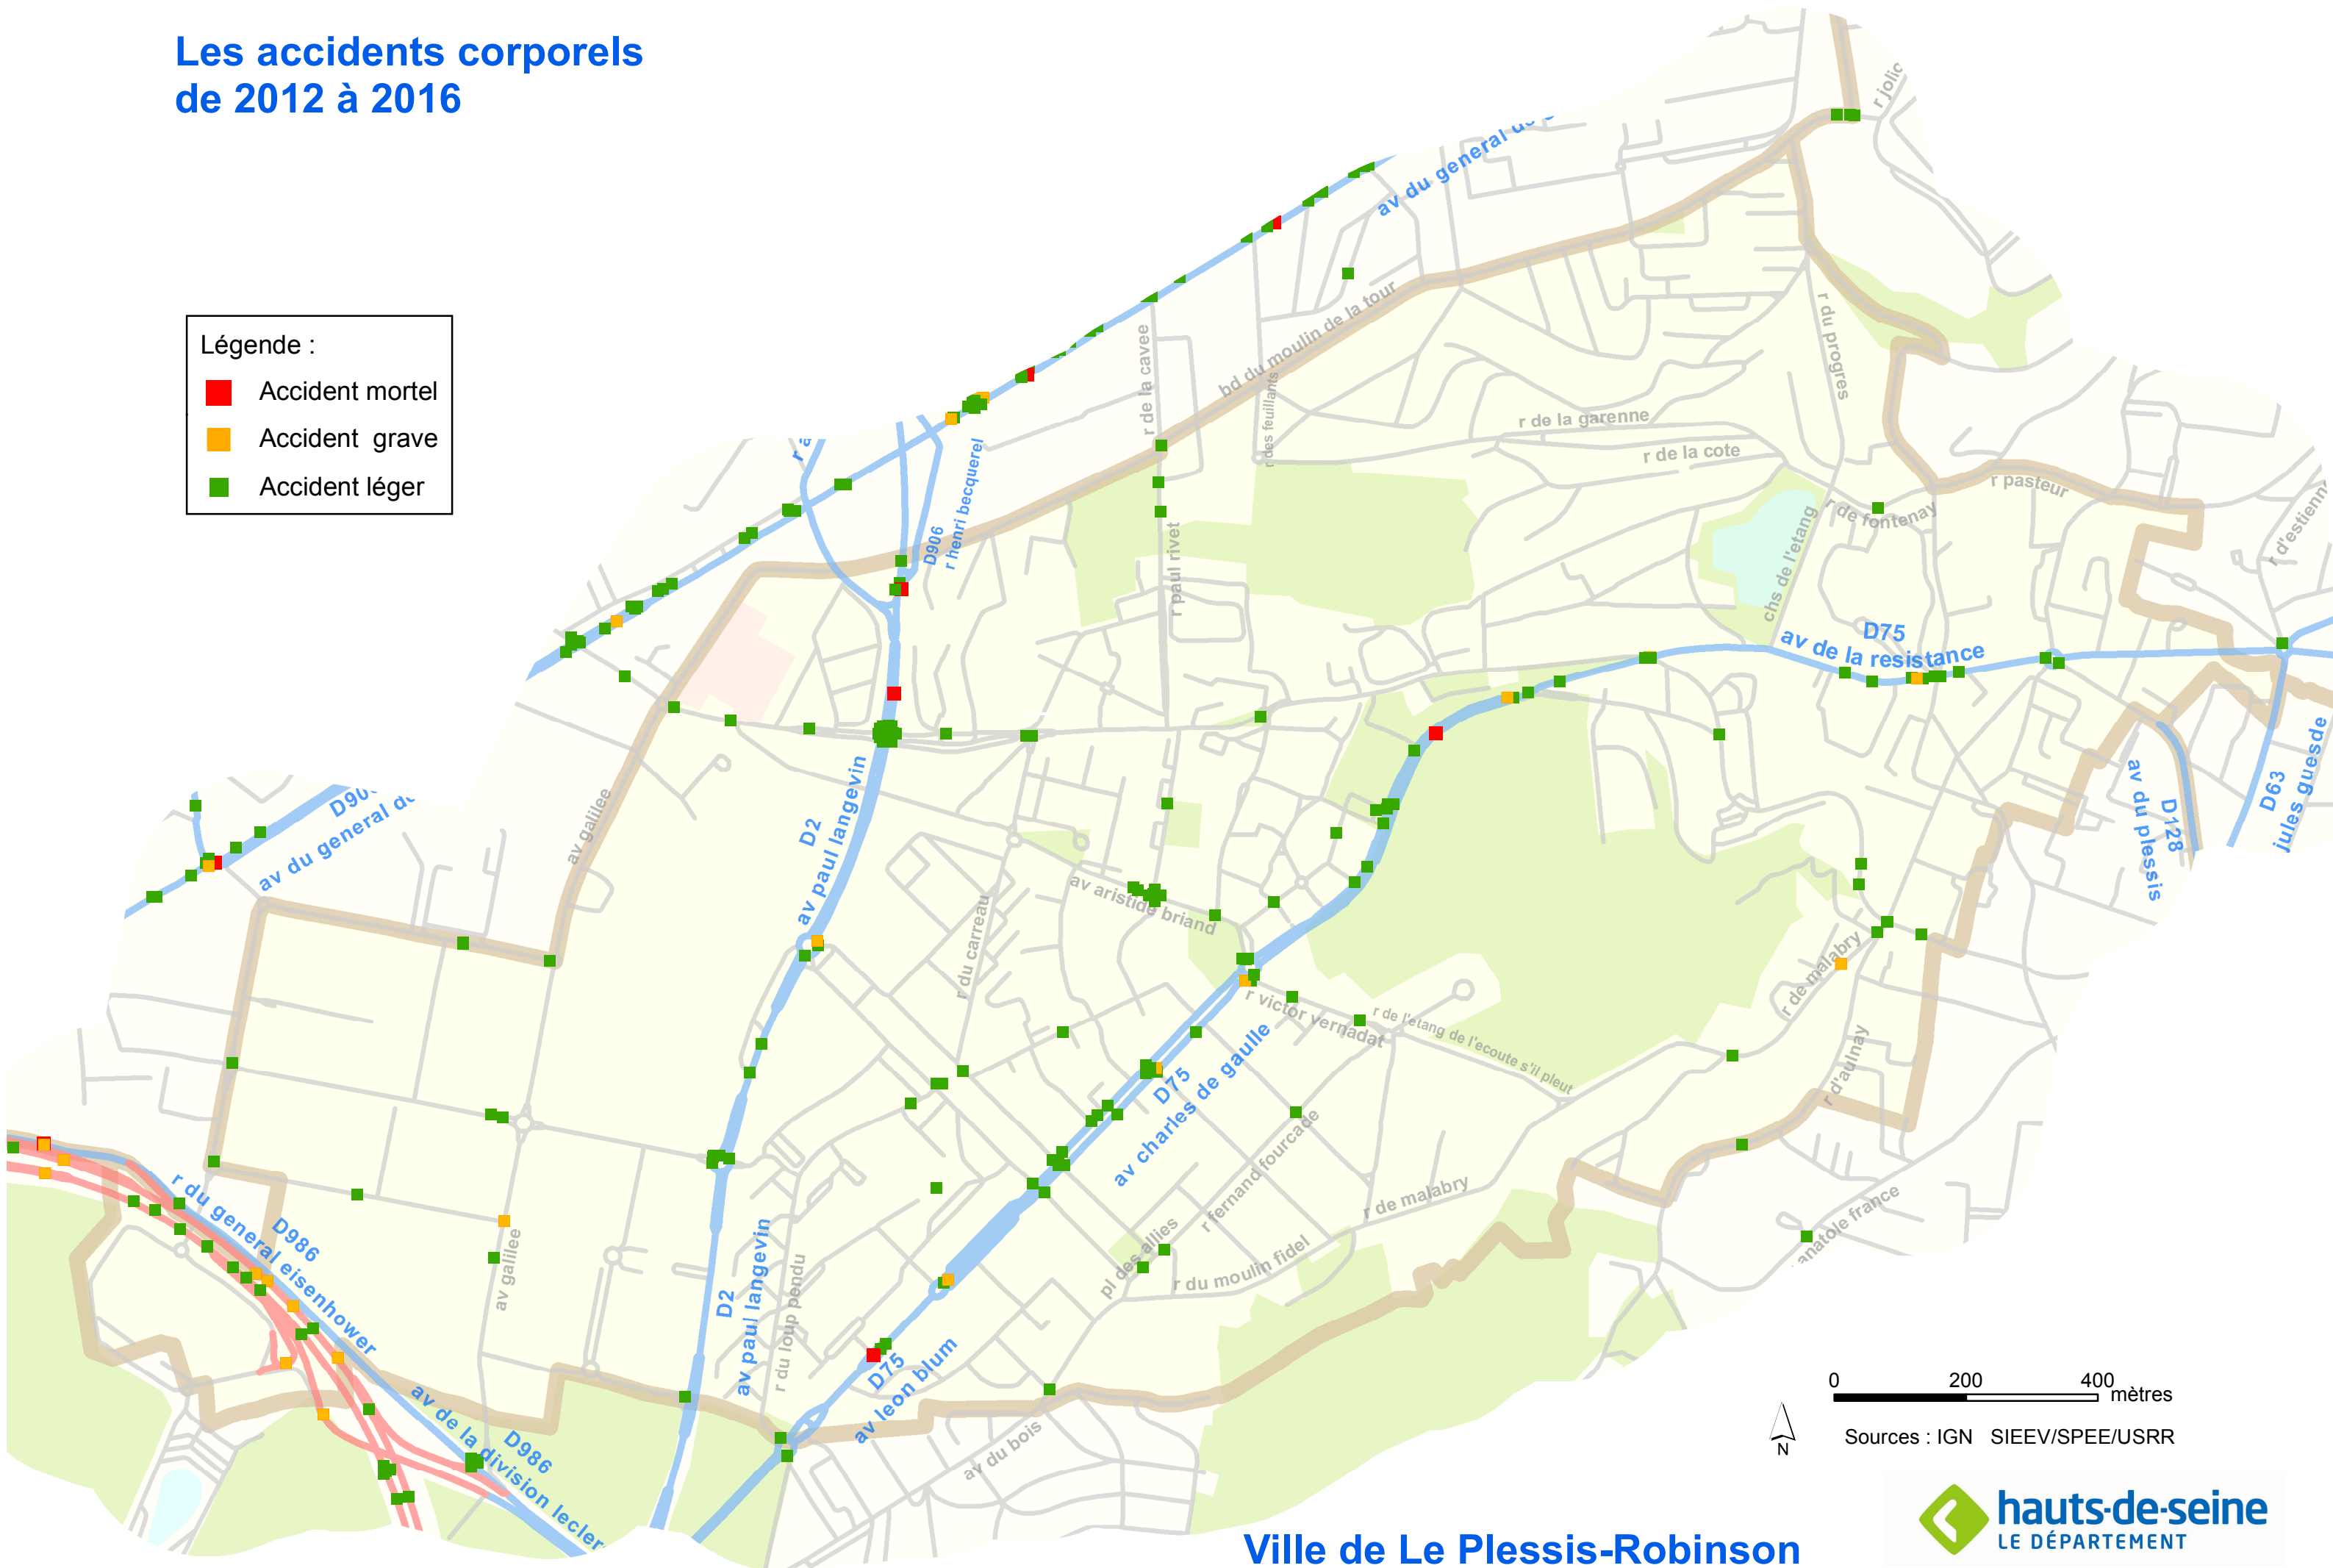 Les accidents corporels
de 2012 à 2016
Légende :
Accident mortel
Accident grave
Accident léger
r jolic
av du general de g
bd du moulin de la tour
r de la cavee
r des feuillants
r du progres
r de la garenne
r de la cote
r pasteur
r d'estienn
r de fontenay
chs de l'etang
r a
D906
r henri becquerel
r paul rivet
D75
av de la resistance
D63
jules guesde
D128
av du plessis
av du general de
av galilee
D2
av paul langevin
av aristide briand
r du carreau
r victor vernadat
r de l'etang de l'ecoute s'il pleut
r de malabry
r d'aulnay
D75
av charles de gaulle
r fernand fourcade
r de malabry
pl des allies
r du moulin fidel
anatole france
r du general eisenhower
D986
av galilee
D2
av paul langevin
r du loup pendu
D75
av leon blum
av de la division lecler
D986
av du bois
0 200 400
mètres
N
Sources : IGN SIEEV/SPEE/USRR
hauts-de-seine
LE DÉPARTEMENT
Ville de Le Plessis-Robinson